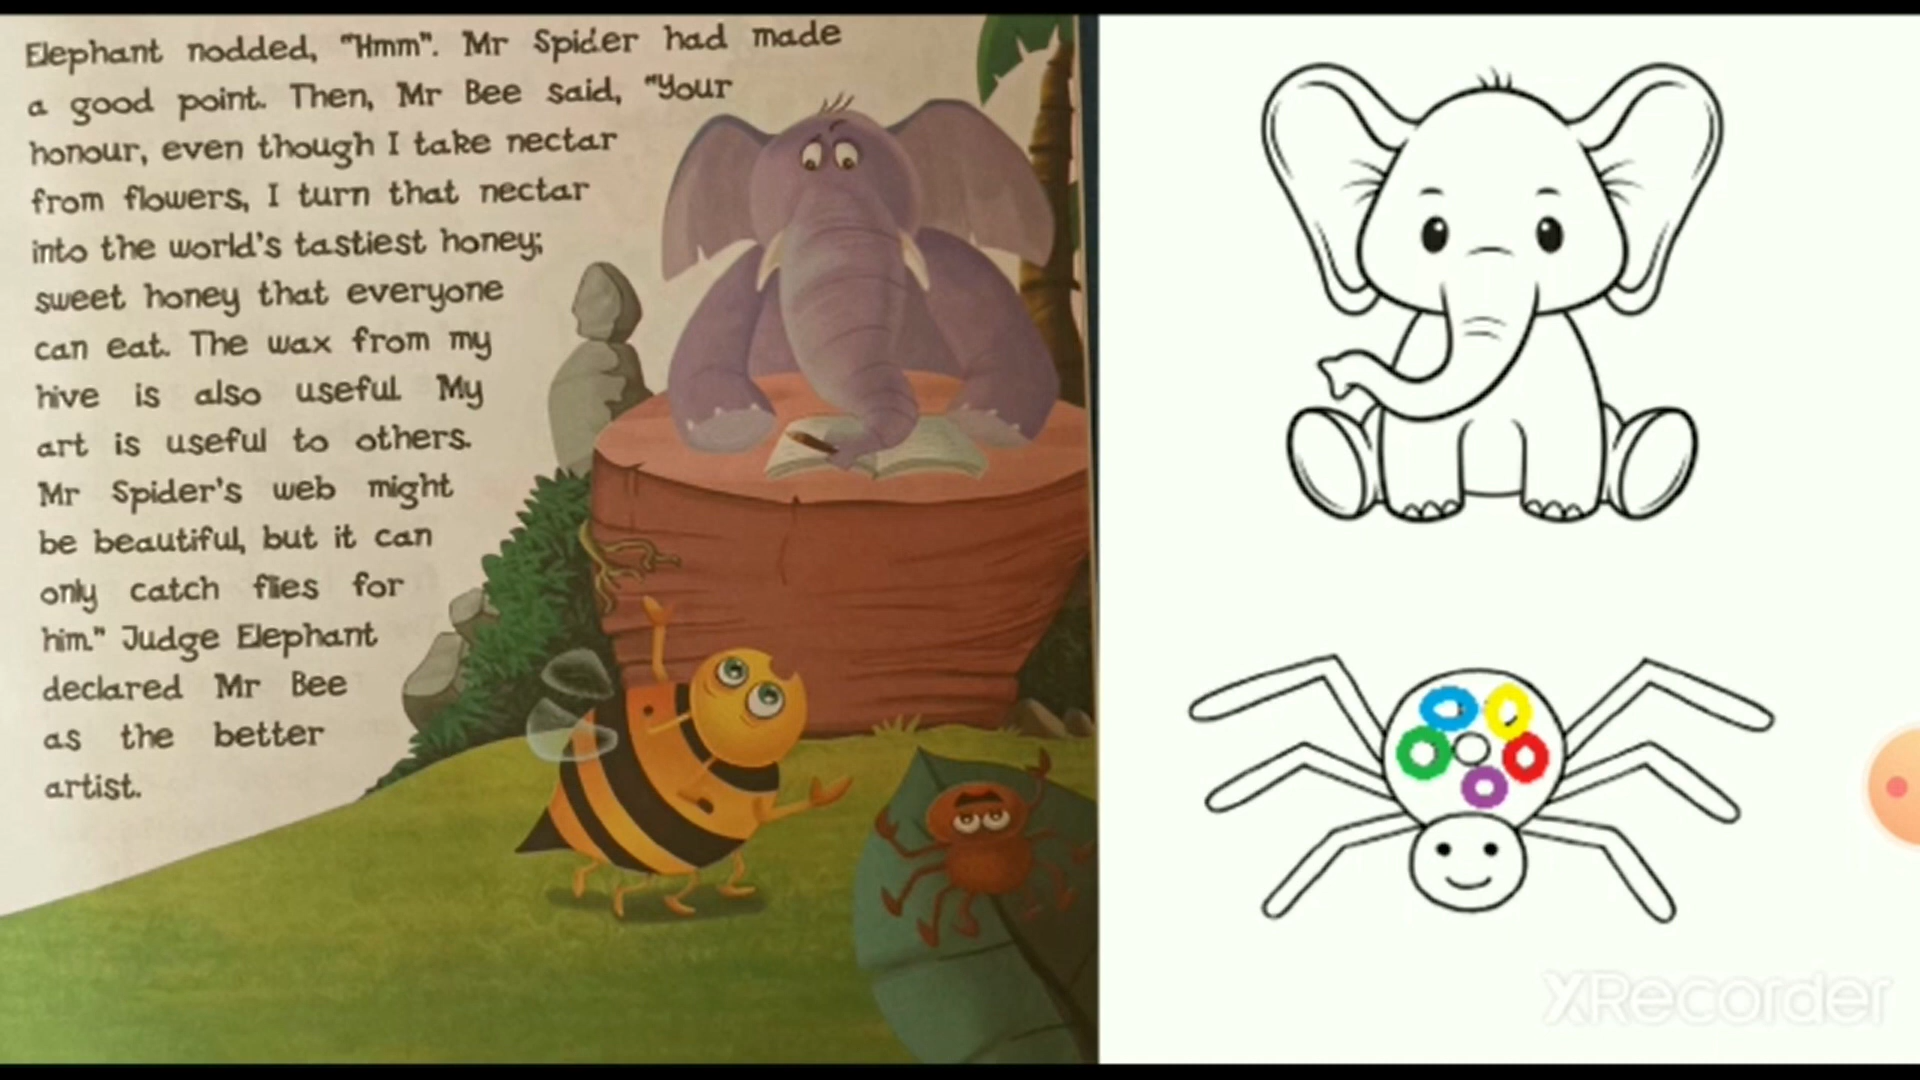 Elephant nodded, "Hmm". Mr Spider had made
a good point. Then, Mr Bee said, "Your
honour, even though I take nectar
from flowers, I turn that nectar
into the world's tastiest honey;
sweet honey that everyone
can eat. The wax from my
hive is also useful. My
art is useful to others.
Mr Spider's web might
be beautiful, but it can
only catch flies for
him." Judge Elephant
declared Mr Bee
as the better
artist.
XRecorder